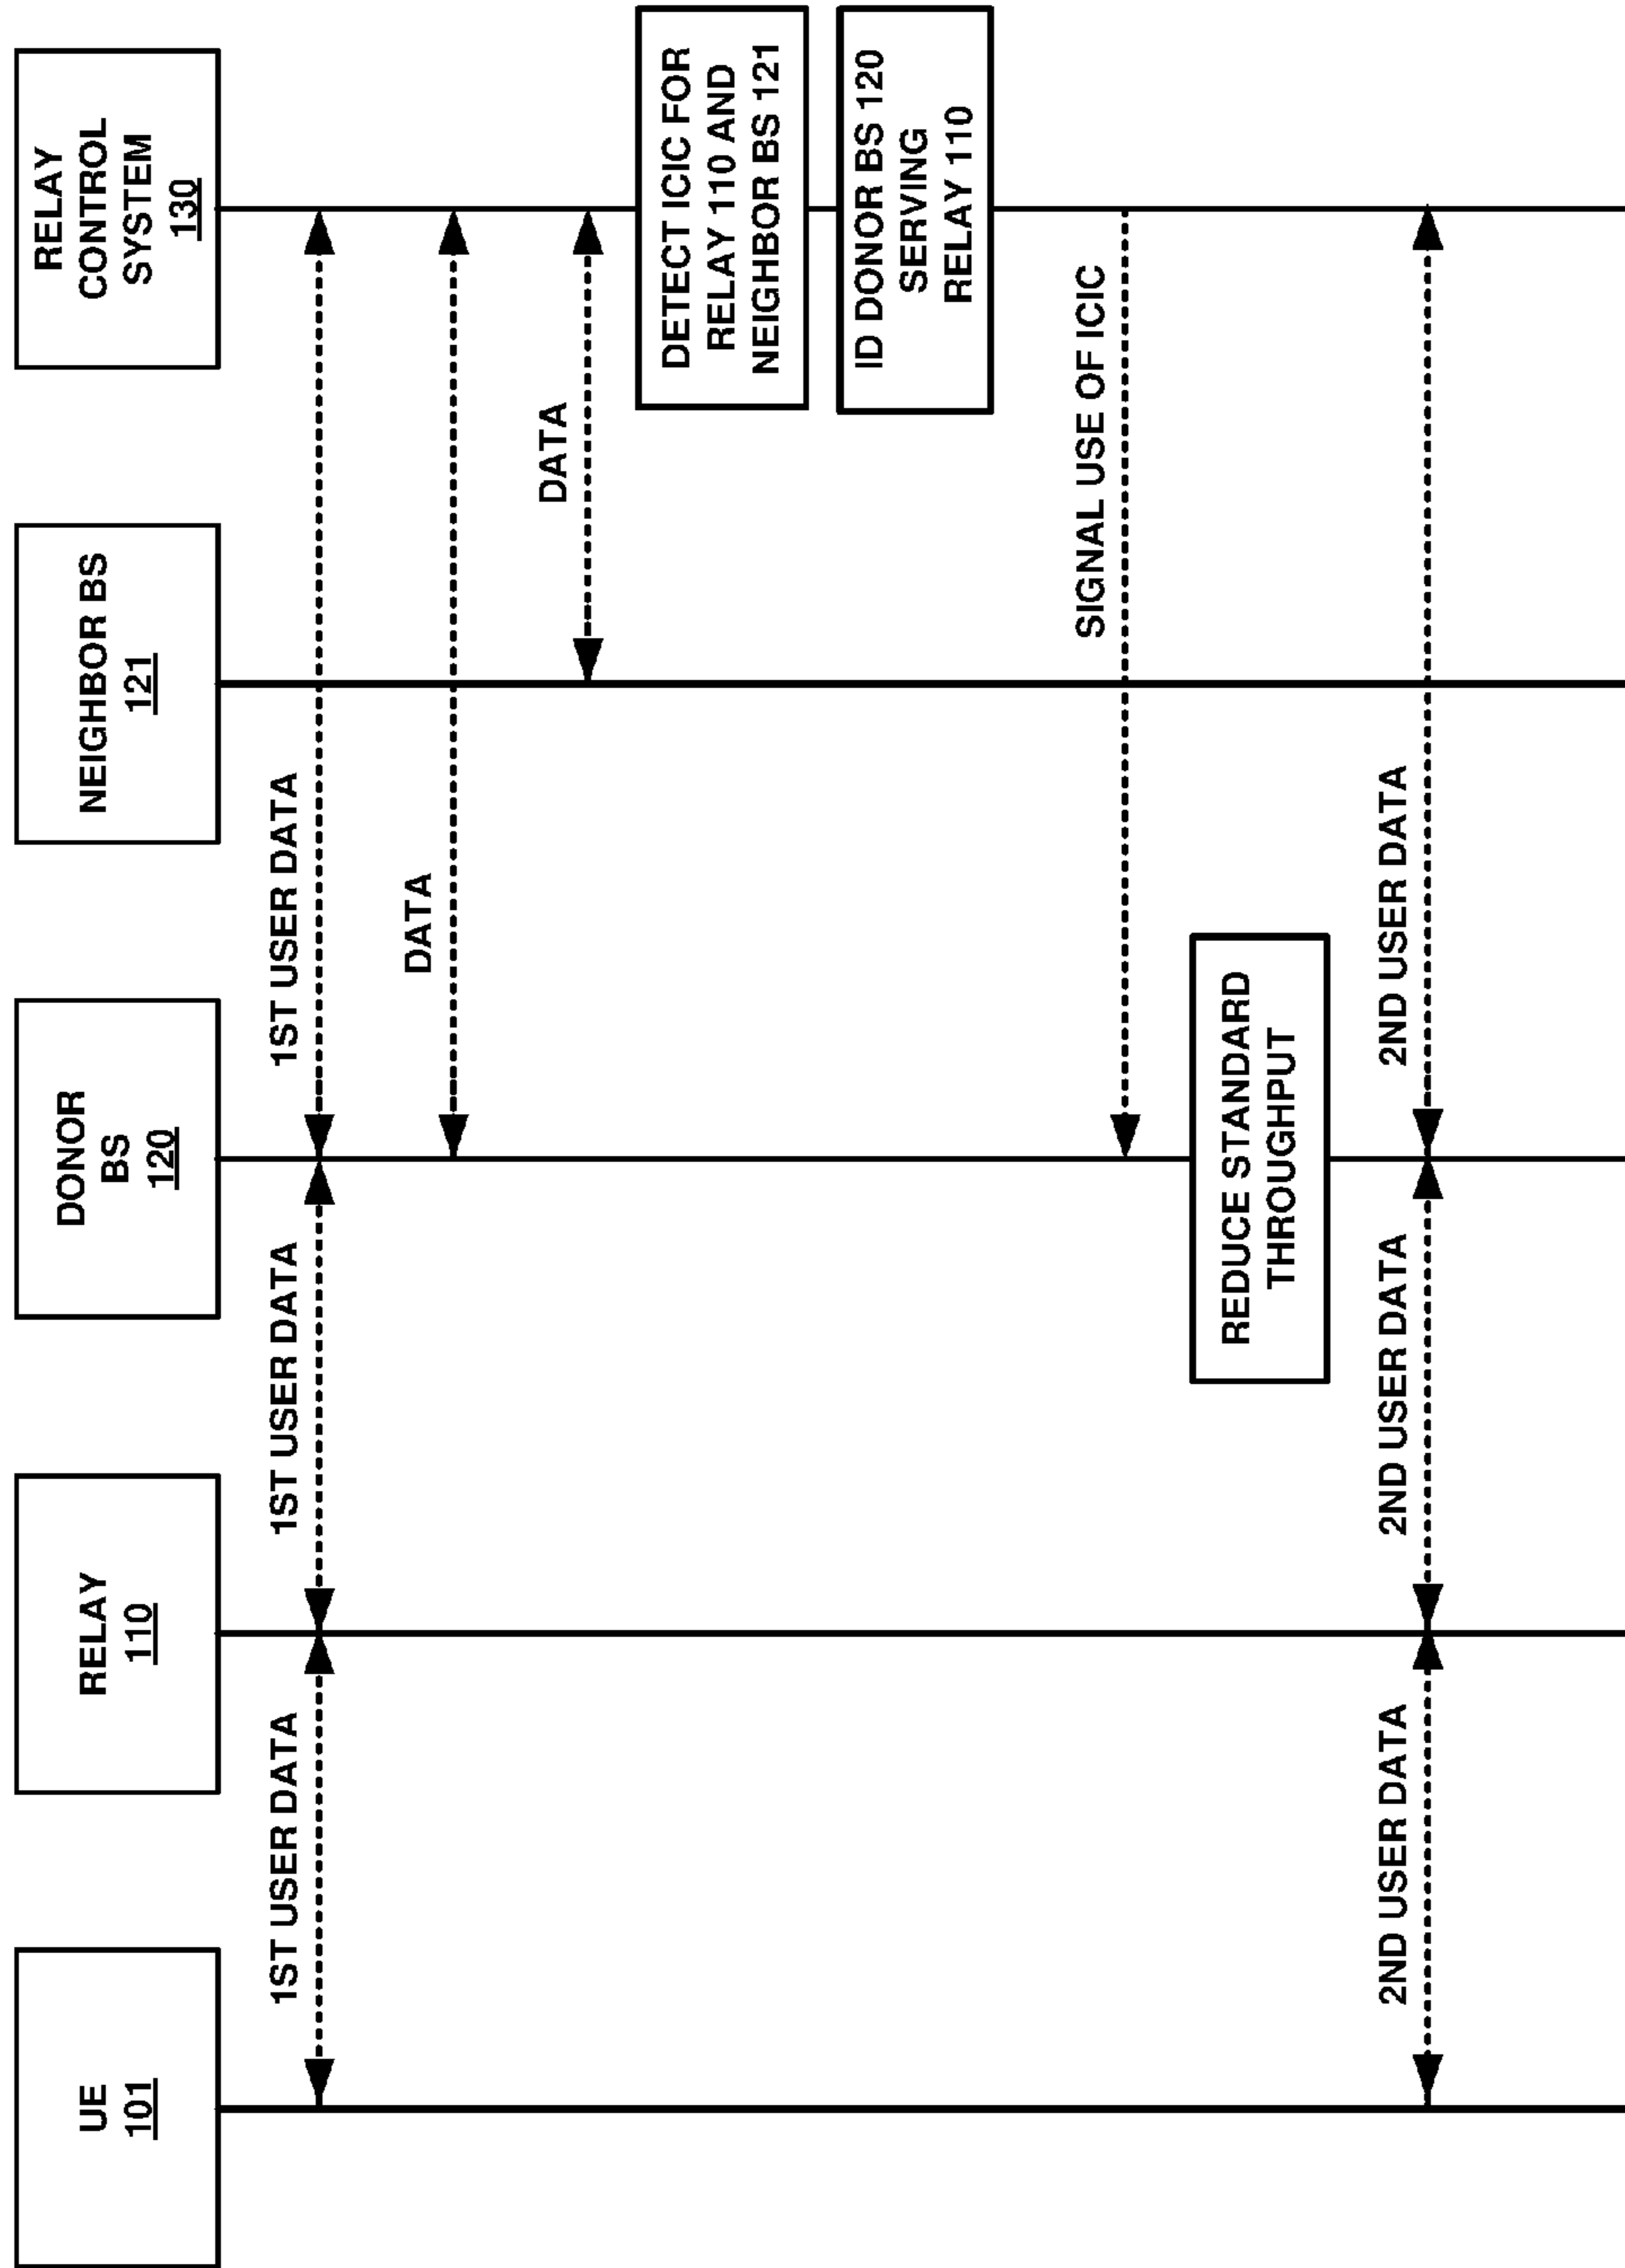 UE
101
RELAY
110
DONOR
BS
120
NEIGHBOR BS
121
RELAY
CONTROL
SYSTEM
130
1ST USER DATA
1ST USER DATA
1ST USER DATA
DATA
DATA
DETECT ICIC FOR
RELAY 110 AND
NEIGHBOR BS 121
ID DONOR BS 120
SERVING
RELAY 110
SIGNAL USE OF ICIC
REDUCE STANDARD
THROUGHPUT
2ND USER DATA
2ND USER DATA
2ND USER DATA